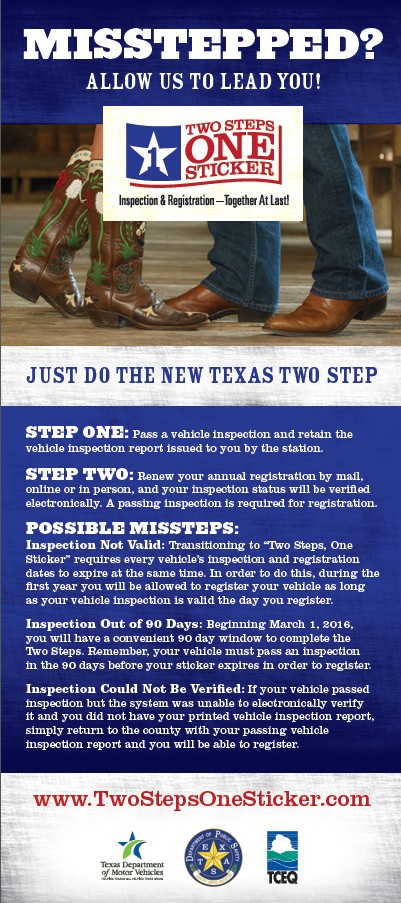 MISSTEPPED?
ALLOW US TO LEAD YOU!
1
TWO STEPS
ONE
STICKER
Inspection & Registration—Together At Last!
JUST DO THE NEW TEXAS TWO STEP
STEP ONE: Pass a vehicle inspection and retain the
vehicle inspection report issued to you by the station.
STEP TWO: Renew your annual registration by mail,
online or in person, and your inspection status will be verified
electronically. A passing inspection is required for registration.
POSSIBLE MISSTEPS:
Inspection Not Valid: Transitioning to “Two Steps, One
Sticker” requires every vehicle’s inspection and registration
dates to expire at the same time. In order to do this, during the
first year you will be allowed to register your vehicle as long
as your vehicle inspection is valid the day you register.
Inspection Out of 90 Days: Beginning March 1, 2016,
you will have a convenient 90 day window to complete the
Two Steps. Remember, your vehicle must pass an inspection
in the 90 days before your sticker expires in order to register.
Inspection Could Not Be Verified: If your vehicle passed
inspection but the system was unable to electronically verify
it and you did not have your printed vehicle inspection report,
simply return to the county with your passing vehicle
inspection report and you will be able to register.
www.TwoStepsOneSticker.com
Texas Department
of Motor Vehicles
DEPARTMENT OF PUBLIC SAFETY
TEXAS
TCEQ